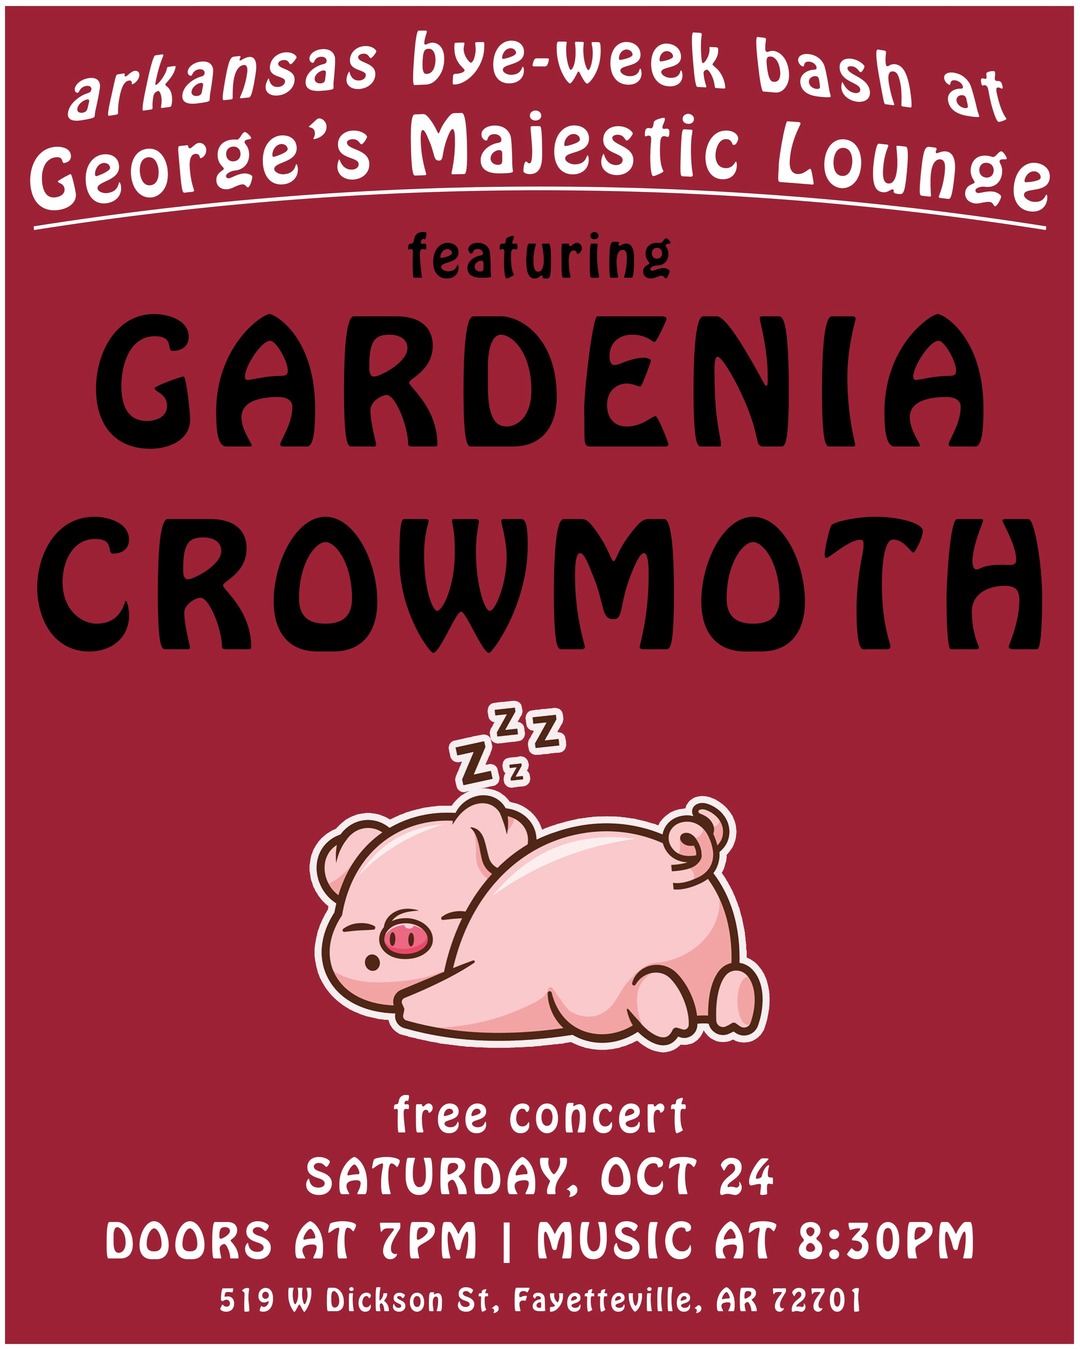 arkansas bye-week bash at
George's Majestic Lounge
featuring
GARDENIA
CROWMOTH
z z z z
free concert
SATURDAY, OCT 24
DOORS AT 7PM | MUSIC AT 8:30PM
519 W Dickson St, Fayetteville, AR 72701